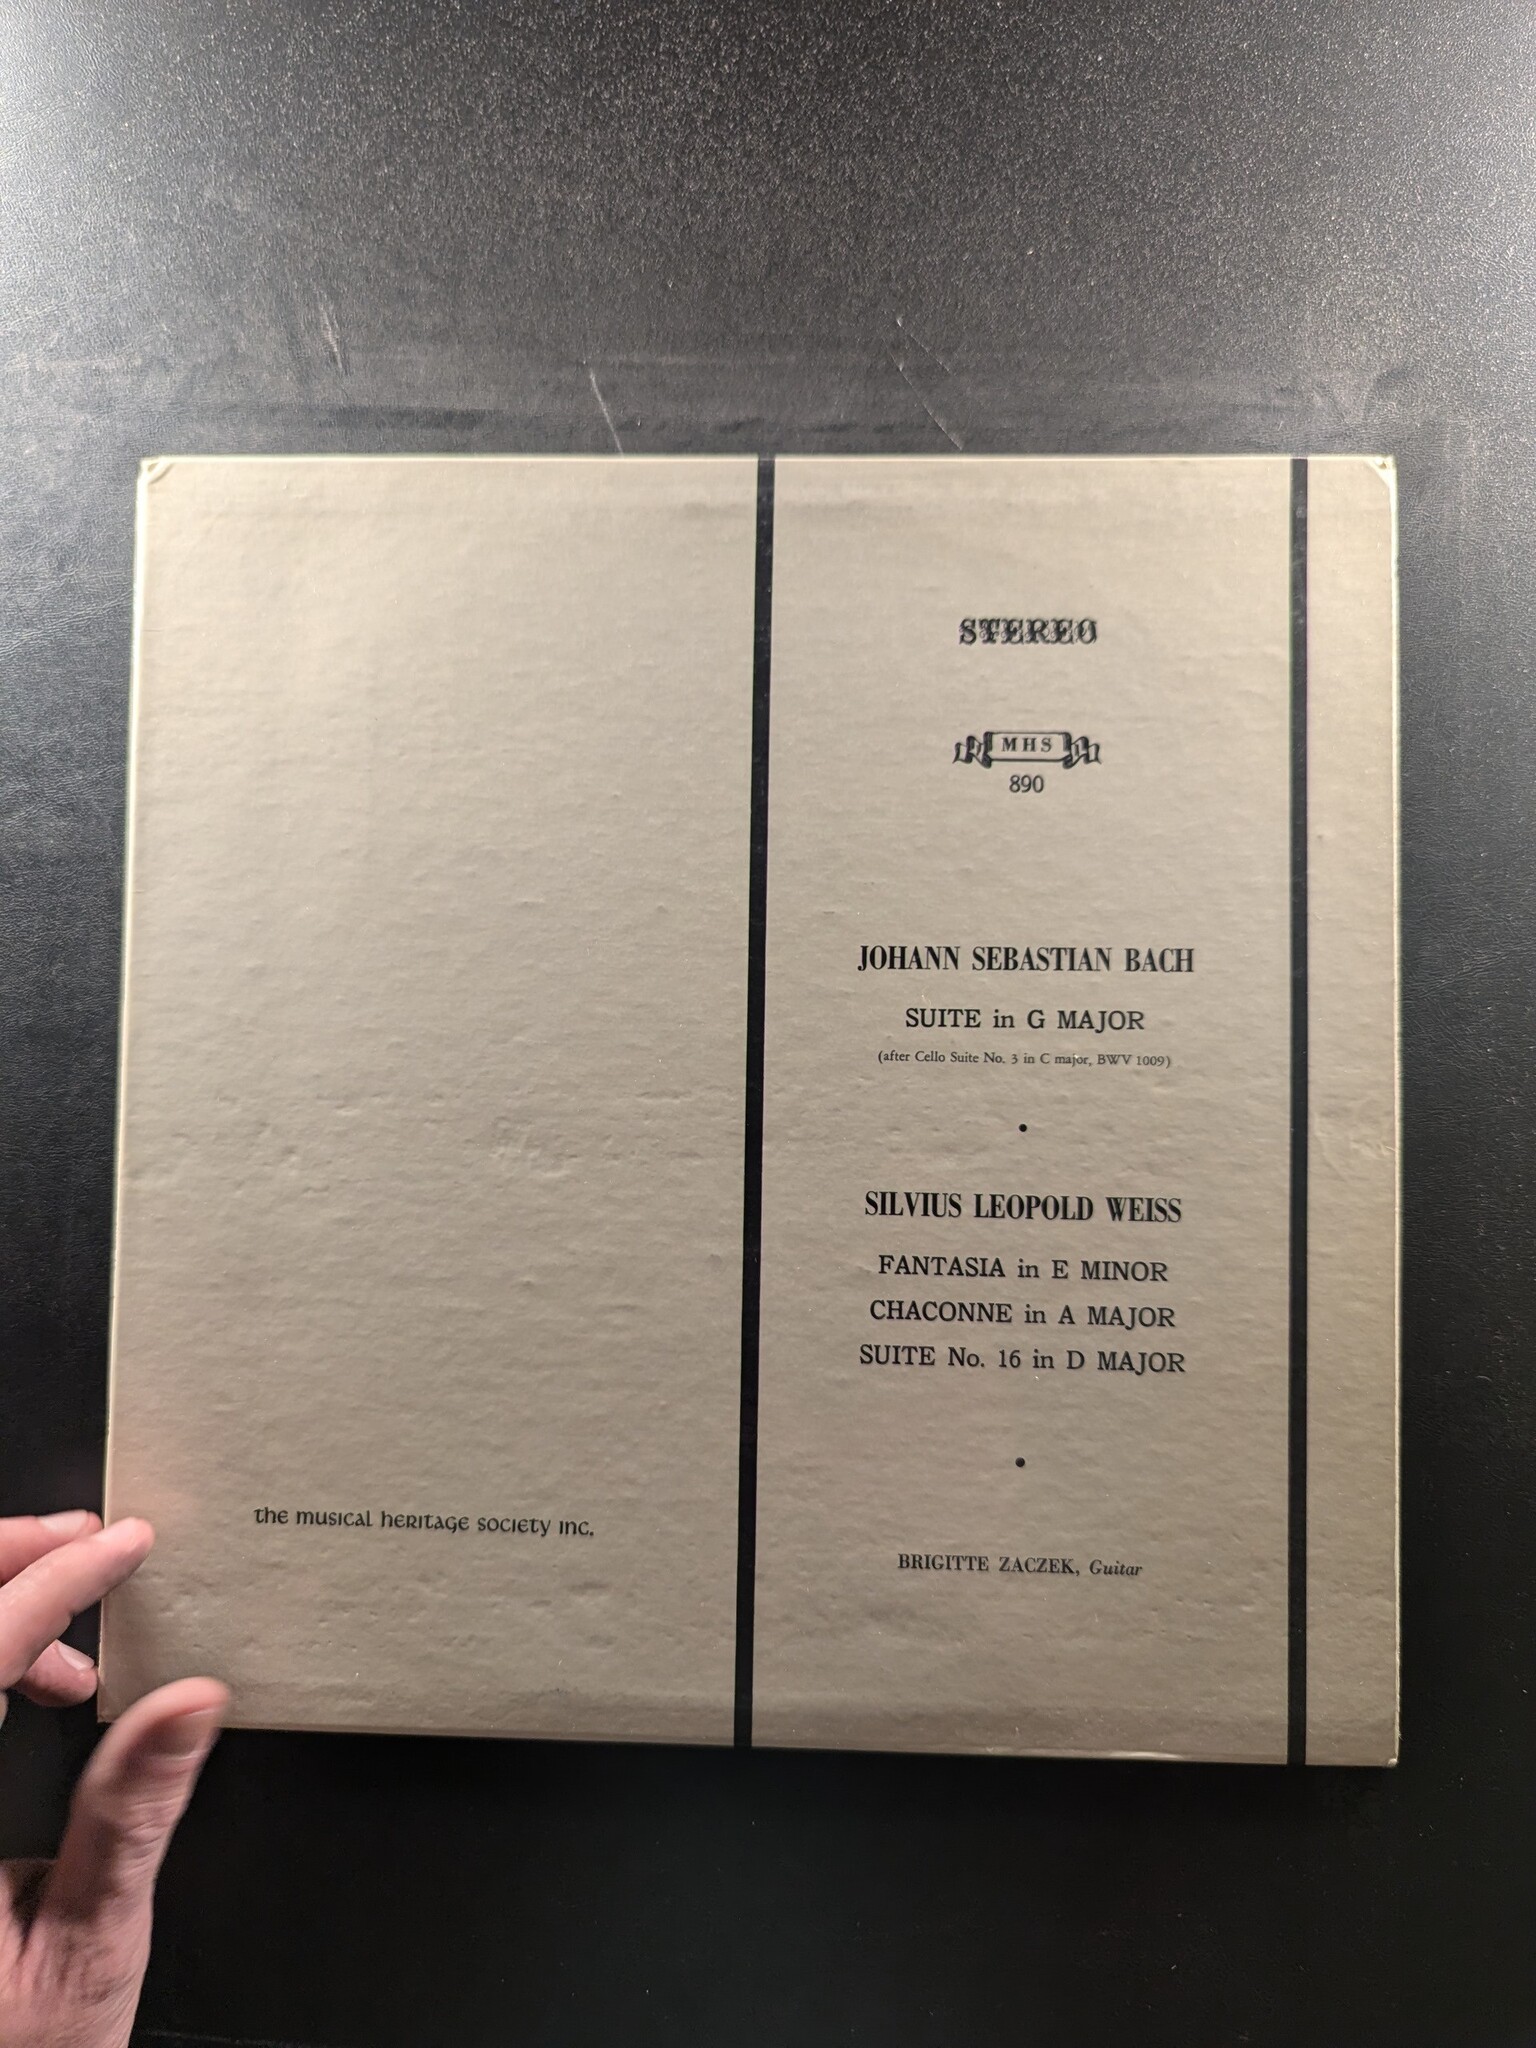 STEREO
MHS
890
JOHANN SEBASTIAN BACH
SUITE in G MAJOR
(after Cello Suite No. 3 in C major, BWV 1009)
SILVIUS LEOPOLD WEISS
FANTASIA in E MINOR
CHACONNE in A MAJOR
SUITE No. 16 in D MAJOR
the musical heritage society inc.
BRIGITTE ZACZEK, Guitar